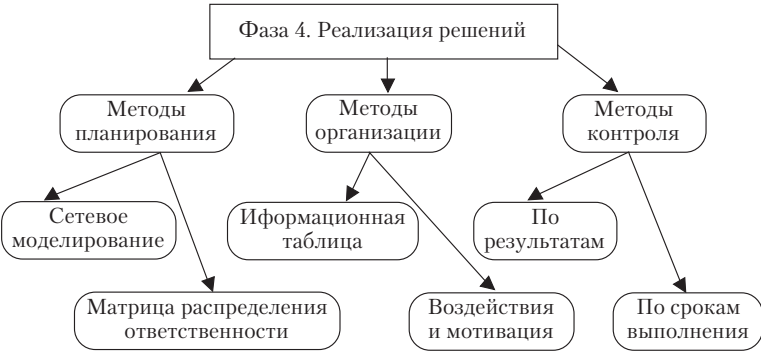 Фаза 4. Реализация решений
Методы
планирования
Методы
организации
Методы
контроля
Сетевое
моделирование
Иформационная
таблица
По
результатам
Матрица распределения
ответственности
Воздействия
и мотивация
По срокам
выполнения